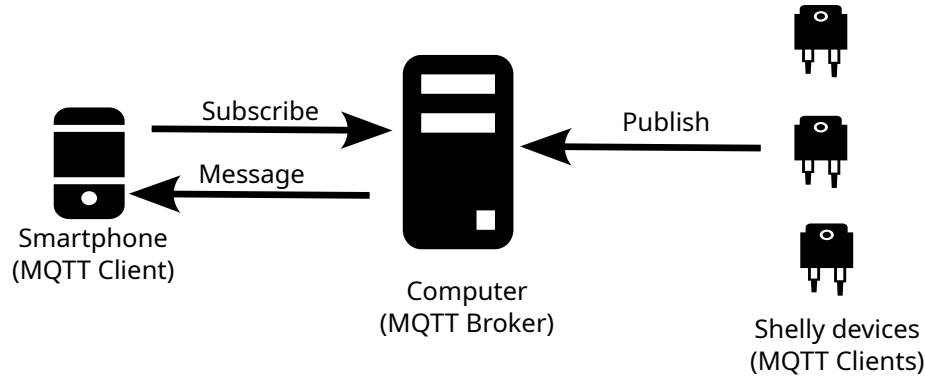 Subscribe
Message
Smartphone
(MQTT Client)
Computer
(MQTT Broker)
Publish
Shelly devices
(MQTT Clients)